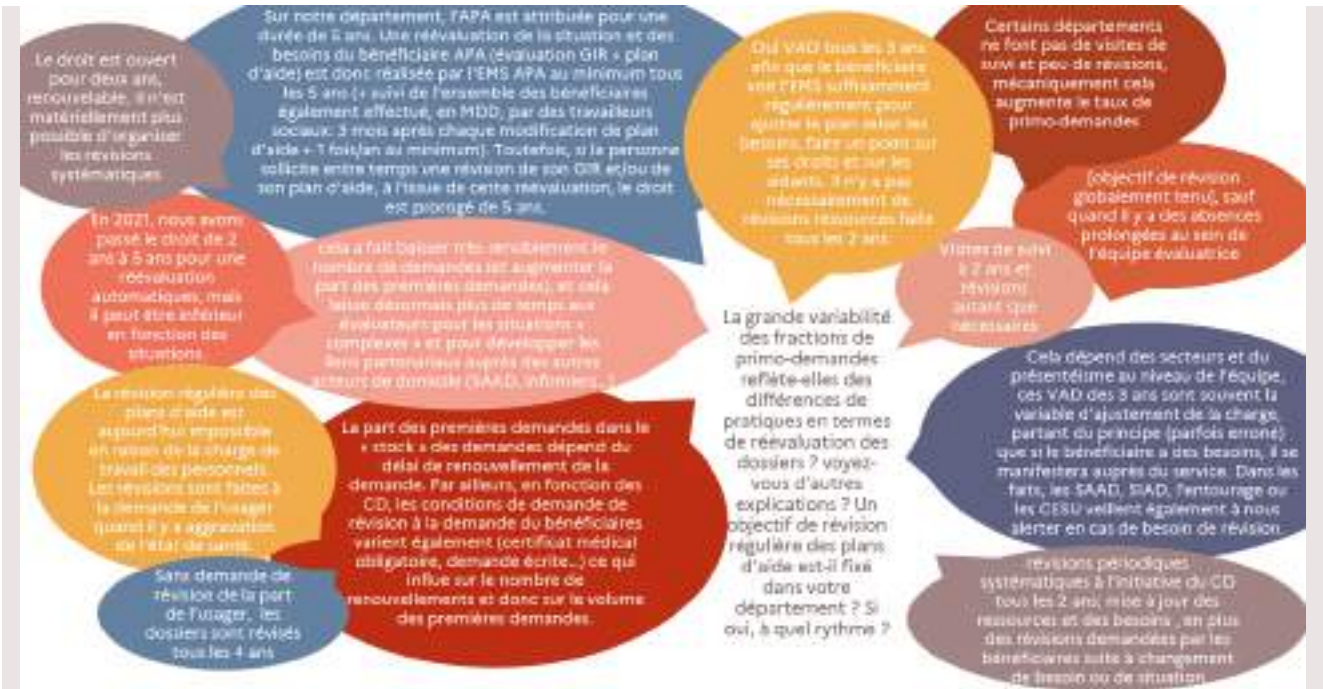 Le droit est ouvert
pour deux ans,
renouvelable, il n'est
matériellement plus
possible d'organiser
les révisions
systématiques
Sur notre département, l'APA est attribuée pour une
durée de 5 ans. Une réévaluation de la situation et des
besoins du bénéficiaire APA (évaluation GIR + plan
d'aide) est donc réalisée par l'EMS APA au minimum tous
les 5 ans (+ suivi de l'ensemble des bénéficiaires
également effectué, en MDD, par des travailleurs
sociaux: 3 mois après chaque modification de plan
d'aide + 1 fois/an au minimum). Toutefois, si la personne
sollicite entre temps une révision de son GIR et/ou de
son plan d'aide, à l'issue de cette réévaluation, le droit
est prorogé de 5 ans.
Oui VAD tous les 3 ans
afin que le bénéficiaire
voit l'EMS suffisamment
régulièrement pour
ajuster le plan selon les
besoins, faire un point sur
ses droits et sur les
aidants. Il n'y a pas
nécessairement de
révisions ressources faite
tous les 2 ans
Certains départements
ne font pas de visites de
suivi et peu de révisions,
mécaniquement cela
augmente le taux de
primo-demandes
[objectif de révision
globalement tenu], sauf
quand il y a des absences
prolongées au sein de
l'équipe évaluatrice
En 2021, nous avons
passé le droit de 2
ans à 5 ans pour une
réévaluation
automatiques, mais
il peut être inférieur
en fonction des
situations
Cela a fait baisser très sensiblement le
nombre de demandes (et augmenter la
part des premières demandes), et cela
laisse désormais plus de temps aux
évaluateurs pour les situations «
complexes » et pour développer les
liens partenariaux auprès des autres
acteurs de domicile (SAAD, infirmiers...)
Visites de suivi
à 2 ans et
révisions
autant que
nécessaires
La grande variabilité
des fractions de
primo-demandes
reflète-elles des
différences de
pratiques en termes
de réévaluation des
dossiers ? voyez-
vous d'autres
explications ? Un
objectif de révision
régulière des plans
d'aide est-il fixé
dans votre
département ? Si
oui, à quel rythme ?
Cela dépend des secteurs et du
présentéisme au niveau de l'équipe,
ces VAD des 3 ans sont souvent la
variable d'ajustement de la charge,
partant du principe (parfois erroné)
que si le bénéficiaire a des besoins, il se
manifestera auprès du service. Dans les
faits, les SAAD, SIAD, l'entourage ou
les CESU veillent également à nous
alerter en cas de besoin de révision
La révision régulière des
plans d'aide est
aujourd'hui impossible
en raison de la charge de
travail des personnels.
Les révisions sont faites à
la demande de l'usager
quand il y a aggravation
de l'état de santé.
La part des premières demandes dans le
« stock » des demandes dépend du
délai de renouvellement de la
demande. Par ailleurs, en fonction des
CD, les conditions de demande de
révision à la demande du bénéficiaires
varient également (certificat médical
obligatoire, demande écrite...) ce qui
influe sur le nombre de
renouvellements et donc sur le volume
des premières demandes.
Sans demande de
révision de la part
de l'usager, les
dossiers sont révisés
tous les 4 ans
révisions périodiques
systématiques à l'initiative du CD
tous les 2 ans: mise à jour des
ressources et des besoins , en plus
des révisions demandées par les
bénéficiaires suite à changement
de besoin ou de situation